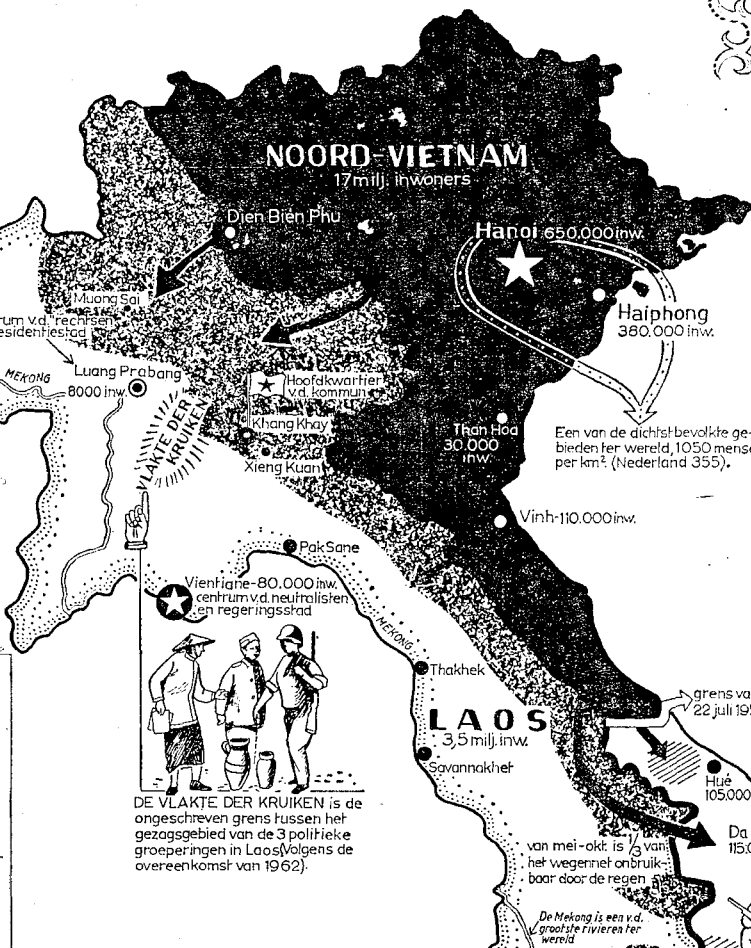 NOORD-VIETNAM
17 milj. inwoners
Dien Bien Phu
Hanoi 650.000 inw.
Haiphong
380.000 inw.
Een van de dichtst bevolkte ge-
bieden ter wereld, 1050 mens
per km². (Nederland 355).
Muong Sai
rum v.d. rechtsen
esidentiestad
MEKONG
Luang Prabang
8000 inw.
VLAKTE DER
KRUIKEN
Hoofdkwartier
v.d. kommun.
Khang Khay
Xieng Kuan
Than Hoa
30.000
inw.
Vinh-110.000 inw.
Pak Sane
Vientiane-80.000 inw.
centrum v.d. neutralisten
en regeringsstad
MEKONG
Thakhek
LAOS
3,5 milj. inw.
Savannakhet
grens va
22 juli 195
Hué
105.000
Da
115.0
DE VLAKTE DER KRUIKEN is de
ongeschreven grens tussen het
gezagsgebied van de 3 politieke
groeperingen in Laos (Volgens de
overeenkomst van 1962).
van mei-okt. is 1/3 van
het wegennet onbruik-
baar door de regen
De Mekong is een v.d.
grootste rivieren ter
wereld